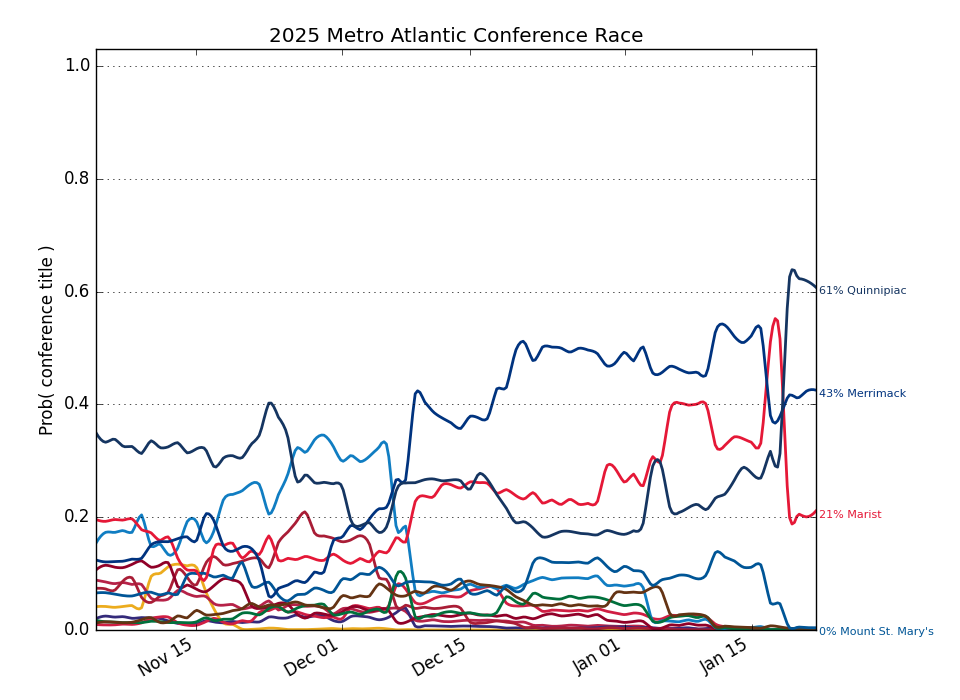 2025 Metro Atlantic Conference Race
Prob( conference title )
1.0
0.8
0.6
0.4
0.2
0.0
61% Quinnipiac
43% Merrimack
21% Marist
0% Mount St. Mary's
Nov 15
Dec 01
Dec 15
Jan 01
Jan 15